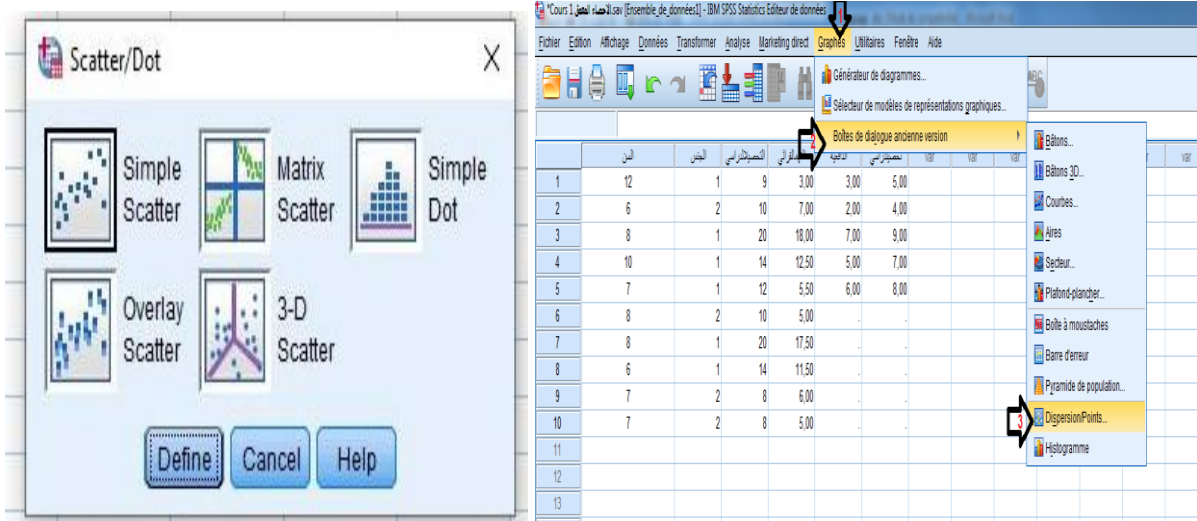 Scatter/Dot
Simple Scatter
Matrix Scatter
Simple Dot
Overlay Scatter
3-D Scatter
Define Cancel Help
*Cours 1 الاحصاء المعمق.sav [Ensemble_de_données1] - IBM SPSS Statistics Editeur de données
1
Fichier Edition Affichage Données Transformer Analyse Marketing direct Graphes Utilitaires Fenêtre Aide
Générateur de diagrammes...
Sélecteur de modèles de représentations graphiques...
2 Boîtes de dialogue ancienne version
Bâtons...
Bâtons 3D...
Courbes...
Aires
Secteur...
Plafond-plancher...
Boîte à moustaches
Barre d'erreur
Pyramide de population...
3 Dispersion/Points...
Histogramme
السن الجنس التحصيلالدراسي الدافعية var var var var
1 12 1 9 3,00 3,00 5,00
2 6 2 10 7,00 2,00 4,00
3 8 1 20 18,00 7,00 9,00
4 10 1 14 12,50 5,00 7,00
5 7 1 12 5,50 6,00 8,00
6 8 2 10 5,00 . .
7 8 1 20 17,50 . .
8 6 1 14 11,50 . .
9 7 2 8 6,00 . .
10 7 2 8 5,00 . .
11
12
13